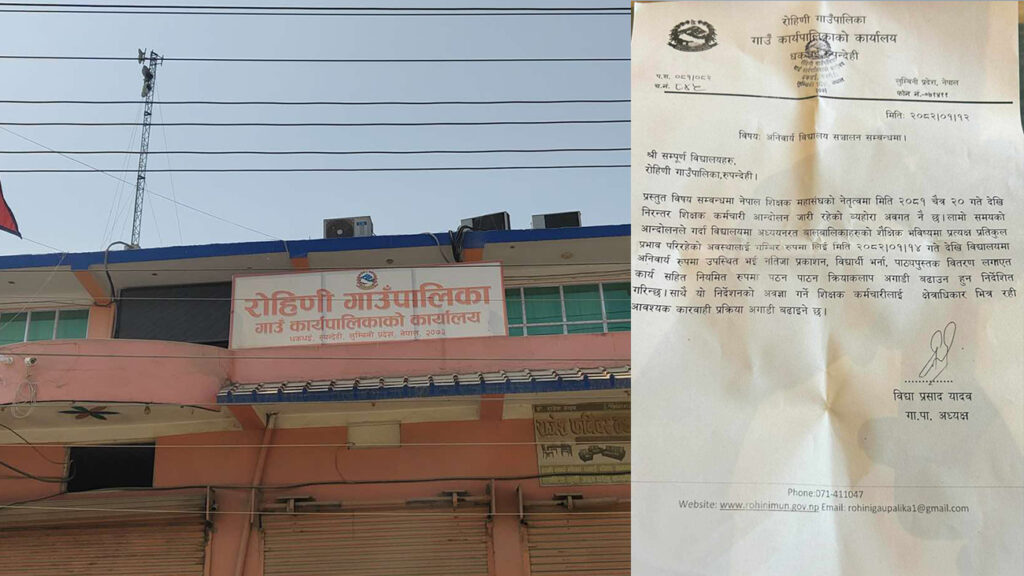 रोहिणी गाउँपालिका
गाउँ कार्यपालिकाको कार्यालय
धकधई, रुपन्देही, लुम्बिनी प्रदेश, नेपाल, २०७३
रोहिणी गाउँपालिका
गाउँ कार्यपालिकाको कार्यालय
धकधई रुपन्देही
प.स. ०८१/०८२
च.नं.
लुम्बिनी प्रदेश, नेपाल
फोन नं.
मितिः २०८२/०१/१२
विषयः अनिवार्य विद्यालय सञ्चालन सम्बन्धमा।
श्री सम्पूर्ण विद्यालयहरु,
रोहिणी गाउँपालिका,रुपन्देही।
प्रस्तुत विषय सम्बन्धमा नेपाल शिक्षक महासंघको नेतृत्वमा मिति २०८१ चैत्र २० गते देखि
निरन्तर शिक्षक कर्मचारी आन्दोलन जारी रहेको ब्यहोरा अवगत नै छ।लामो समयको
आन्दोलनले गर्दा विद्यालयमा अध्ययनरत बालबालिकाहरुको शैक्षिक भविष्यमा प्रत्यक्ष प्रतिकुल
प्रभाव परिरहेको अवस्थालाई गम्भिर रुपमा लिई मिति २०८२/०१/१४ गते देखि विद्यालयमा
अनिवार्य रूपमा उपस्थित भई नतिजा प्रकाशन, विद्यार्थी भर्ना, पाठ्यपुस्तक वितरण लगाएत
कार्य सहित नियमित रुपमा पठन पाठन क्रियाकलाप अगाडी बढाउन हुन निर्देशित
गरिन्छ।साथै यो निर्देशनको अवज्ञा गर्ने शिक्षक कर्मचारीलाई क्षेत्राधिकार भित्र रही
आवश्यक कारवाही प्रक्रिया अगाडी बढाइने छ।
विद्या प्रसाद यादव
गा.पा. अध्यक्ष
Phone:071-411047
Website: www.rohinimun.gov.np Email: rohinigaupalika1@gmail.com